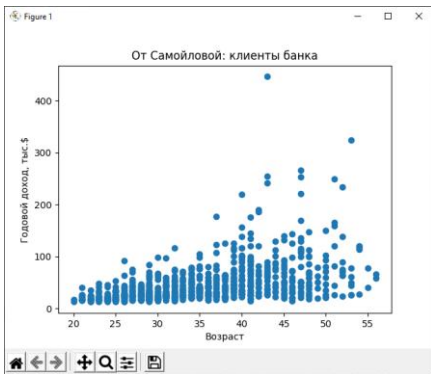 Figure 1
От Самойловой: клиенты банка
Годовой доход, тыс.$
400
300
200
100
0
20 25 30 35 40 45 50 55
Возраст